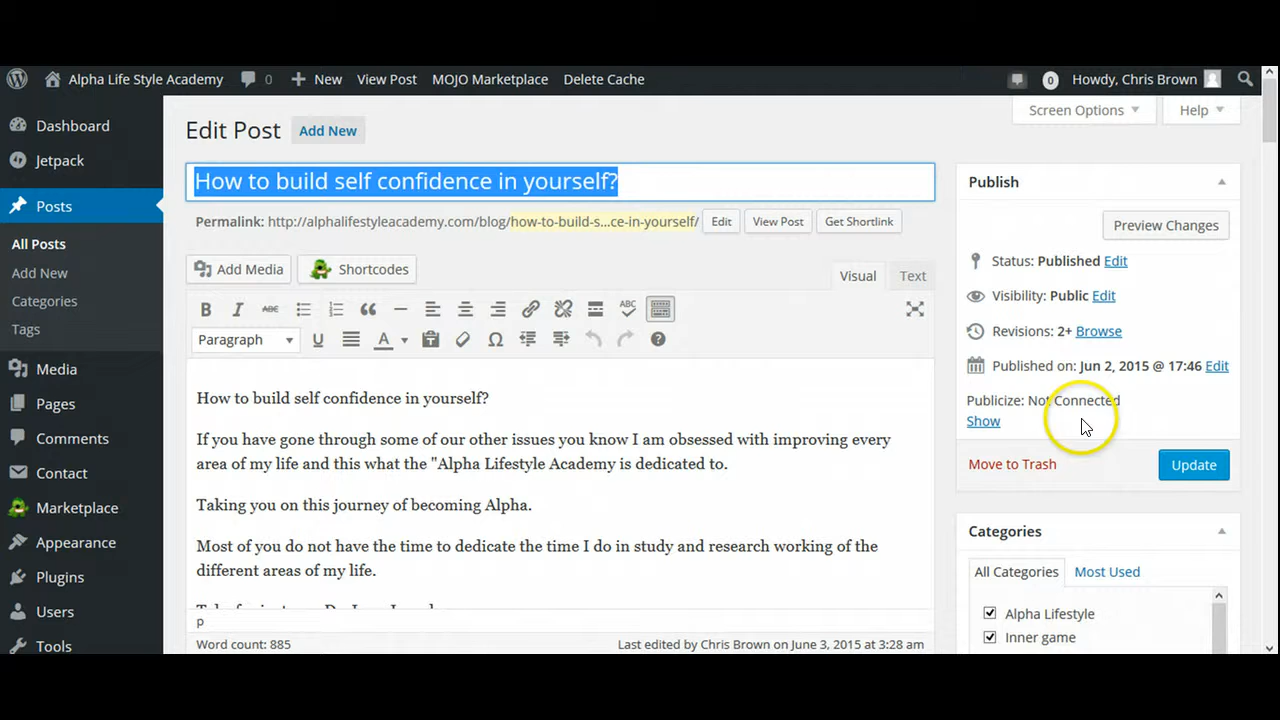 Alpha Life Style Academy 0 New View Post MOJO Marketplace Delete Cache 0 Howdy, Chris Brown
Dashboard
Jetpack
Posts
All Posts
Add New
Categories
Tags
Media
Pages
Comments
Contact
Marketplace
Appearance
Plugins
Users
Tools
Screen Options Help
Edit Post Add New
How to build self confidence in yourself?
Permalink: http://alphalifestyleacademy.com/blog/how-to-build-s...ce-in-yourself/ Edit View Post Get Shortlink
Add Media Shortcodes
Visual Text
B I ABC ABC
Paragraph U A Ω ?
How to build self confidence in yourself?
If you have gone through some of our other issues you know I am obsessed with improving every
area of my life and this what the "Alpha Lifestyle Academy is dedicated to.
Taking you on this journey of becoming Alpha.
Most of you do not have the time to dedicate the time I do in study and research working of the
different areas of my life.
p
Word count: 885 Last edited by Chris Brown on June 3, 2015 at 3:28 am
Publish
Preview Changes
Status: Published Edit
Visibility: Public Edit
Revisions: 2+ Browse
Published on: Jun 2, 2015 @ 17:46 Edit
Publicize: Not Connected
Show
Move to Trash Update
Categories
All Categories Most Used
Alpha Lifestyle
Inner game